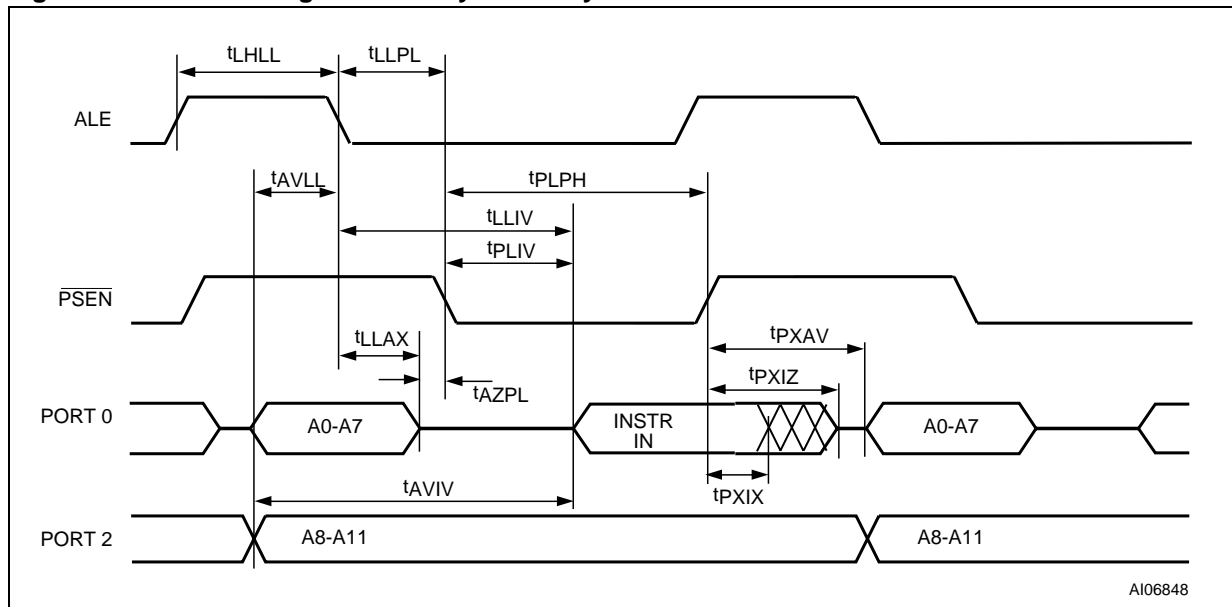 tLHLL
tLLPL
ALE
tAVLL
tPLPH
tLLIV
tPLIV
PSEN
tLLAX
tPXAV
tPXIZ
tAZPL
PORT 0
A0-A7
INSTR
IN
A0-A7
tPXIX
tAVIV
PORT 2
A8-A11
A8-A11
AI06848